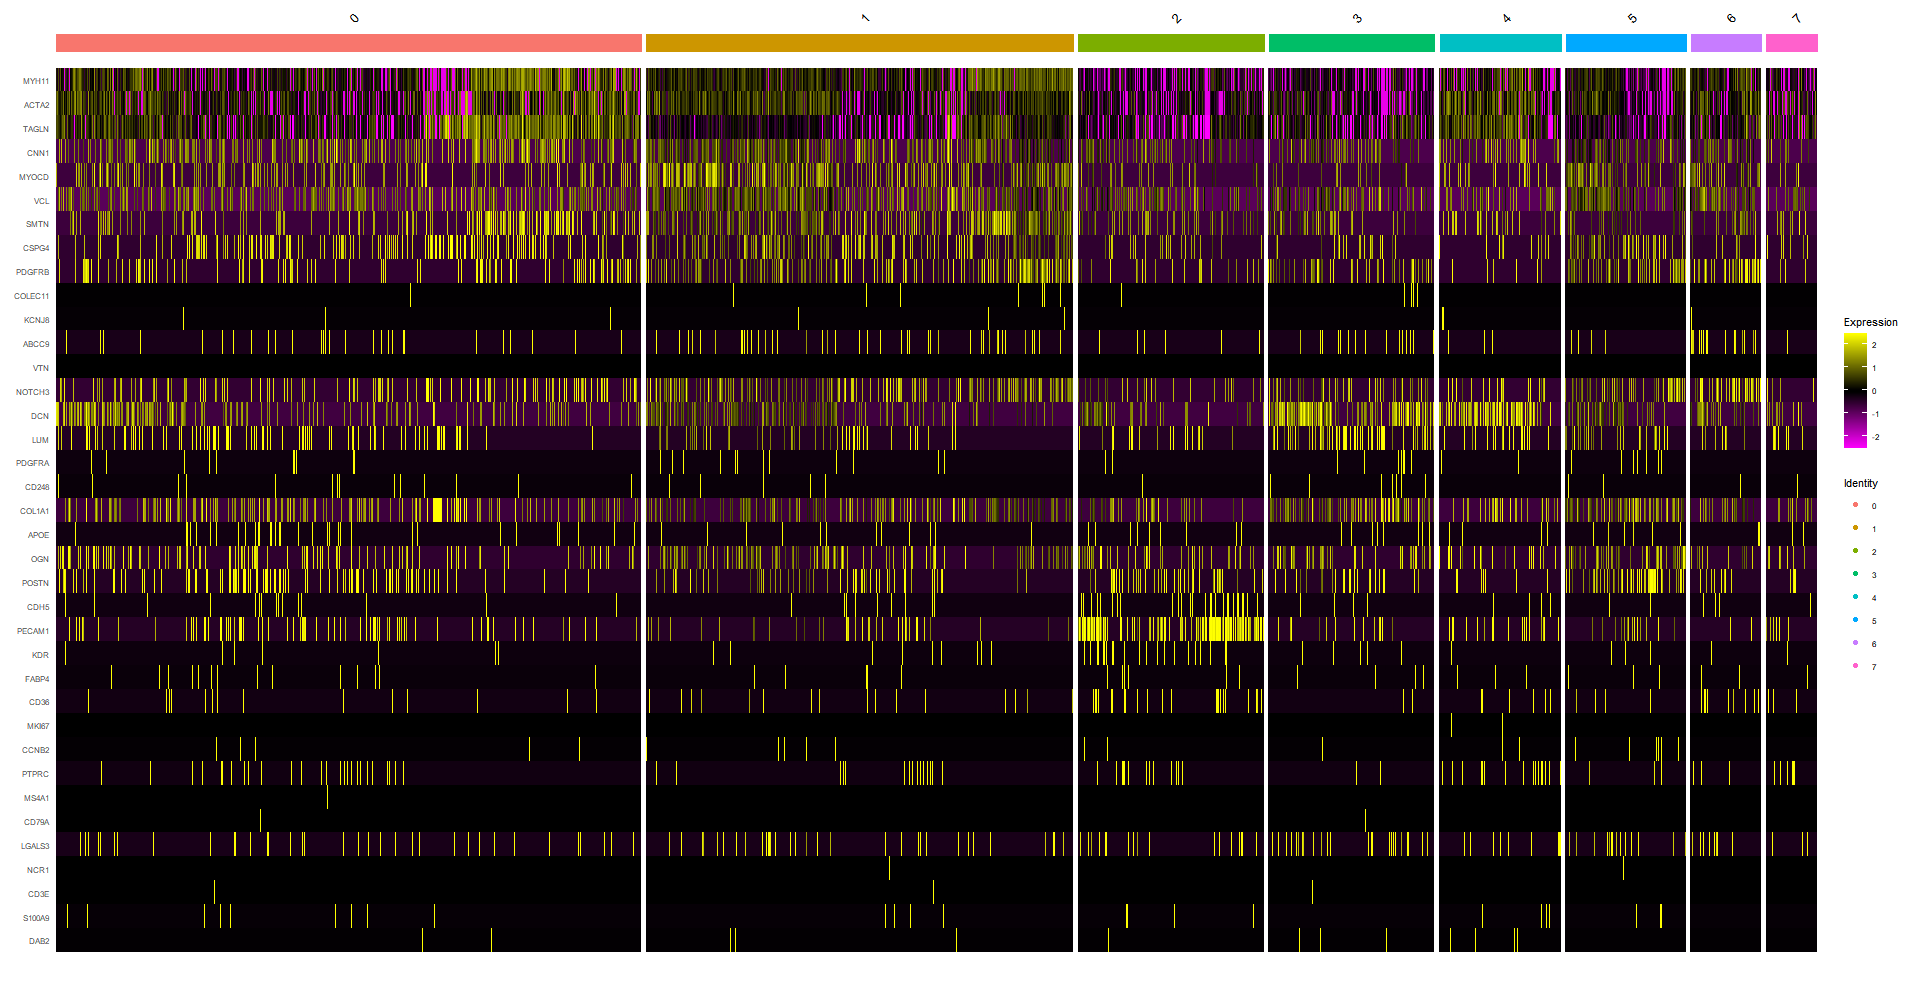 0 1 2 3 4 5 6 7
MYH11
ACTA2
TAGLN
CNN1
MYOCD
VCL
SMTN
CSPG4
PDGFRB
COLEC11
KCNJ8
ABCC9
VTN
NOTCH3
DCN
LUM
PDGFRA
CD248
COL1A1
APOE
OGN
POSTN
CDH5
PECAM1
KDR
FABP4
CD36
MKI67
CCNB2
PTPRC
MS4A1
CD79A
LGALS3
NCR1
CD3E
S100A9
DAB2
Expression
2
1
0
-1
-2
Identity
0
1
2
3
4
5
6
7